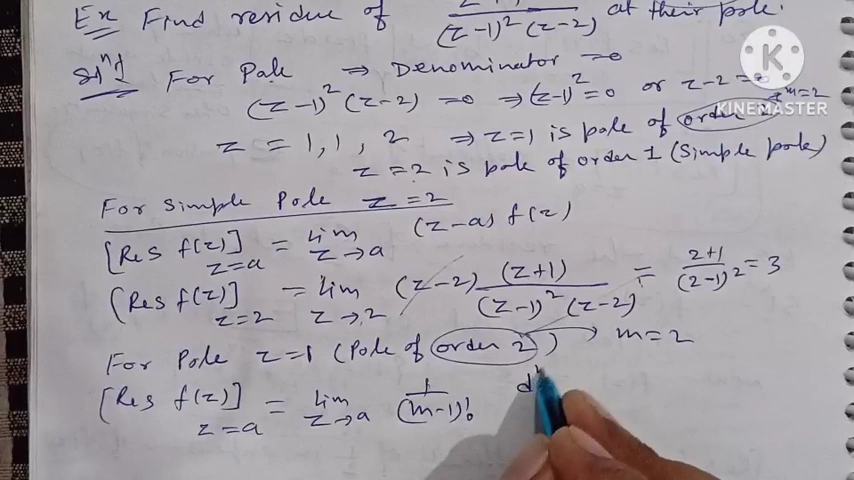 Ex Find residue of z+1/(z-1)² (z-2) at their pole.
Solⁿ For Pole ⇒ Denominator =0
(z-1)² (z-2) =0 ⇒ (z-1)²=0 or z-2=0
z = 1, 1, 2 ⇒ z=1 is pole of order 2 → m=2
z=2 is pole of order 1 (Simple pole)
For simple Pole z=2
[Res f(z)] z=a = lim z→a (z-a) f(z)
(Res f(z)] z=2 = lim z→2 (z-2) (z+1)/(z-1)² (z-2) = 2+1/(2-1)² = 3
For Pole z=1 (Pole of order 2) → m=2
[Res f(z)] z=a = lim z→a 1/(m-1)! d
KINEMASTER